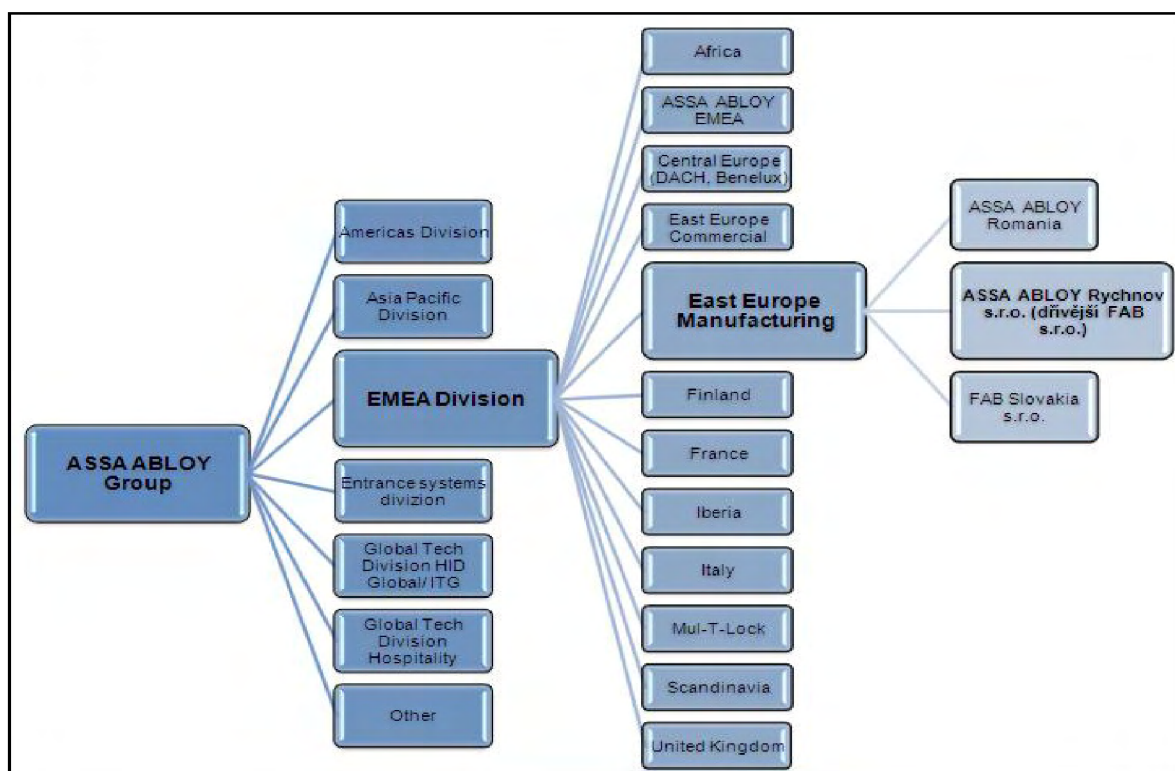 ASSA ABLOY
Group
Americas Division
Asia Pacific
Division
EMEA Division
Entrance systems
divizion
Global Tech
Division HID
Global/ ITG
Global Tech
Division
Hospitality
Other
Africa
ASSA ABLOY
EMEA
Central Europe
(DACH, Benelux)
East Europe
Commercial
East Europe
Manufacturing
Finland
France
Iberia
Italy
Mul-T-Lock
Scandinavia
United Kingdom
ASSA ABLOY
Romania
ASSA ABLOY Rychnov
s.r.o. (dřívější FAB
s.r.o.)
FAB Slovakia
s.r.o.